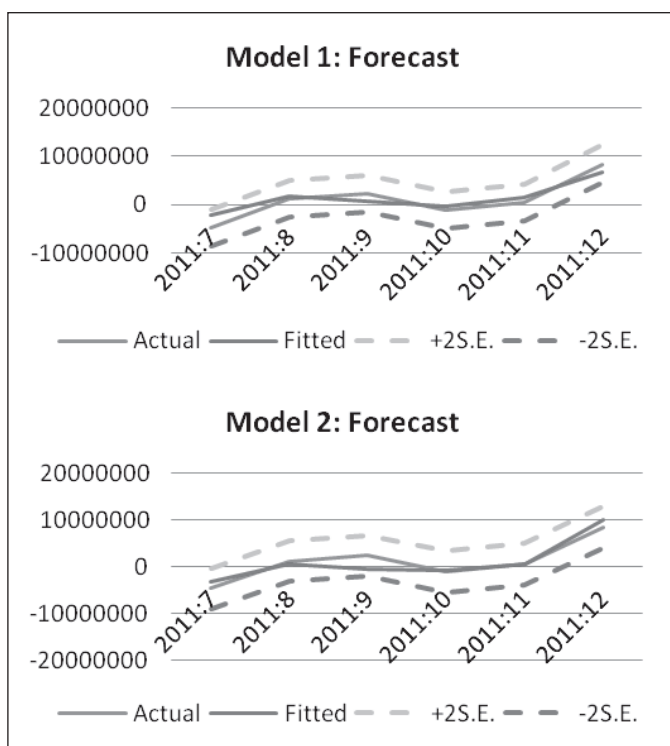 Model 1: Forecast
20000000
10000000
0
-10000000
2011:7 2011:8 2011:9 2011:10 2011:11 2011:12
Actual Fitted +2S.E. -2S.E.
Model 2: Forecast
20000000
10000000
0
-10000000
-20000000
2011:7 2011:8 2011:9 2011:10 2011:11 2011:12
Actual Fitted +2S.E. -2S.E.